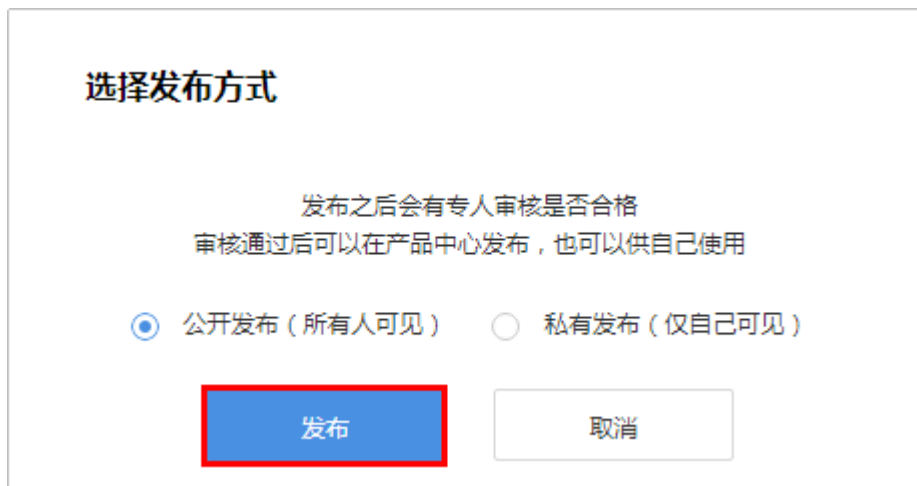 选择发布方式
发布之后会有专人审核是否合格
审核通过后可以在产品中心发布，也可以供自己使用
公开发布（所有人可见） 私有发布（仅自己可见）
发布 取消